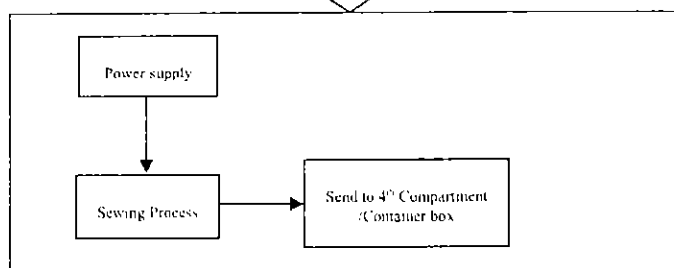 Power supply
Sewing Process
Send to 4th Compartment
/Container box